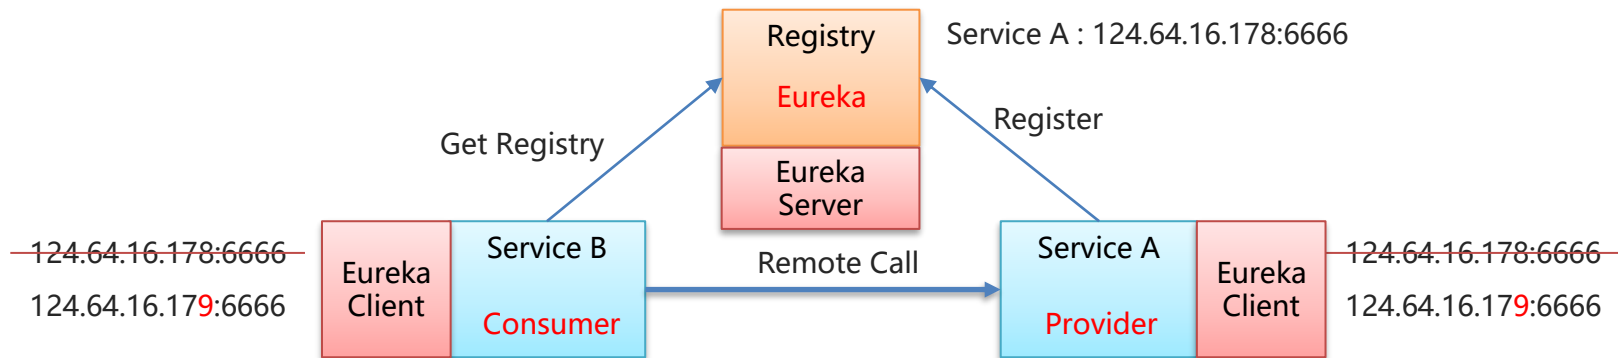 Registry
Eureka
Service A : 124.64.16.178:6666
Get Registry
Register
Eureka
Server
124.64.16.178:6666
124.64.16.179:6666
Eureka
Client
Service B
Consumer
Remote Call
Service A
Provider
Eureka
Client
124.64.16.178:6666
124.64.16.179:6666